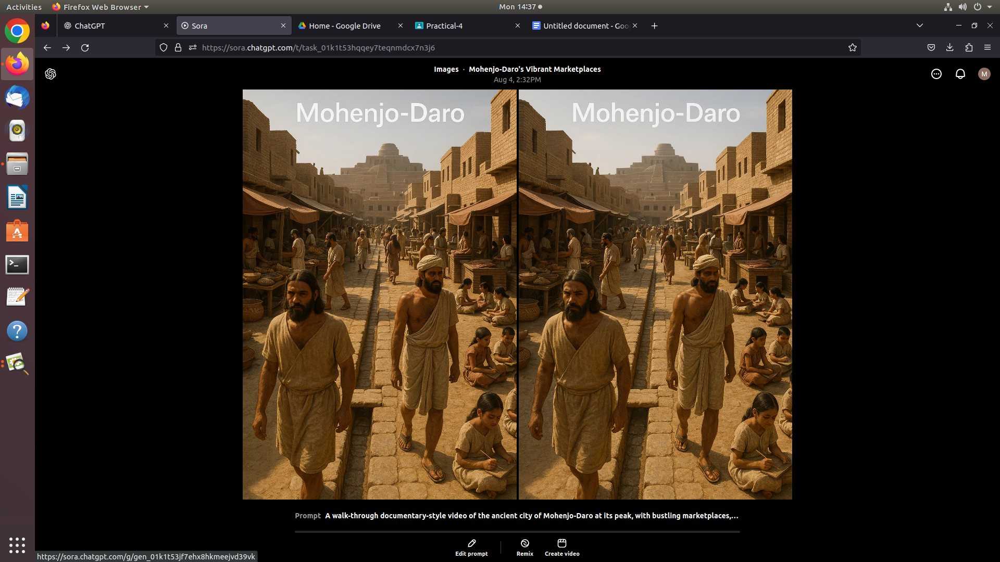 Activities
Firefox Web Browser
Mon 14:37
ChatGPT
Sora
Home - Google Drive
Practical-4
Untitled document - Goo
https://sora.chatgpt.com/t/task_01k1t53hqqey7teqnmdcx7n3j6
Images · Mohenjo-Daro's Vibrant Marketplaces
Aug 4, 2:32PM
M
Mohenjo-Daro
Mohenjo-Daro
Prompt A walk-through documentary-style video of the ancient city of Mohenjo-Daro at its peak, with bustling marketplaces,...
Edit prompt
Remix
Create video
https://sora.chatgpt.com/g/gen_01k1t53jf7ehx8hkmeejvd39vk